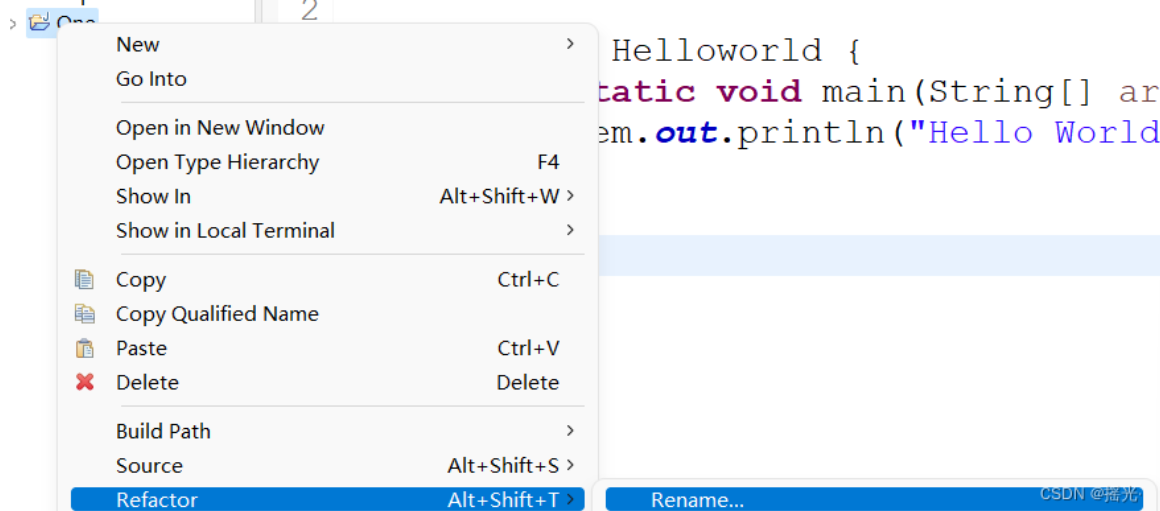 2
One
New
Helloworld {
Go Into
tatic void main(String[] ar
Open in New Window
em.out.println("Hello World
Open Type Hierarchy F4
Show In Alt+Shift+W
Show in Local Terminal
Copy Ctrl+C
Copy Qualified Name
Paste Ctrl+V
Delete Delete
Build Path
Source Alt+Shift+S
Refactor Alt+Shift+T
Rename...
CSDN @摇光